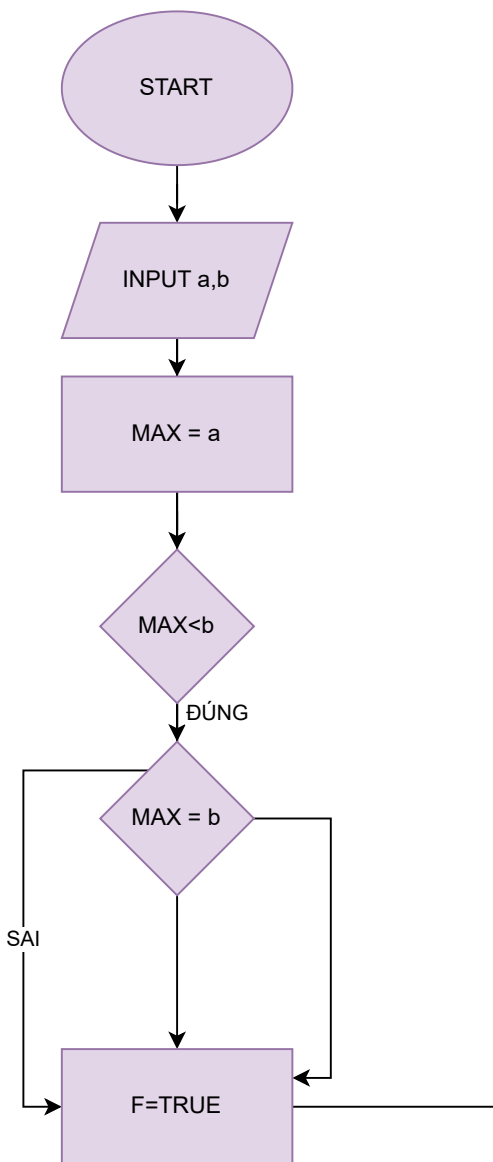 START
INPUT a,b
MAX = a
MAX<b
ĐÚNG
MAX = b
SAI
F=TRUE